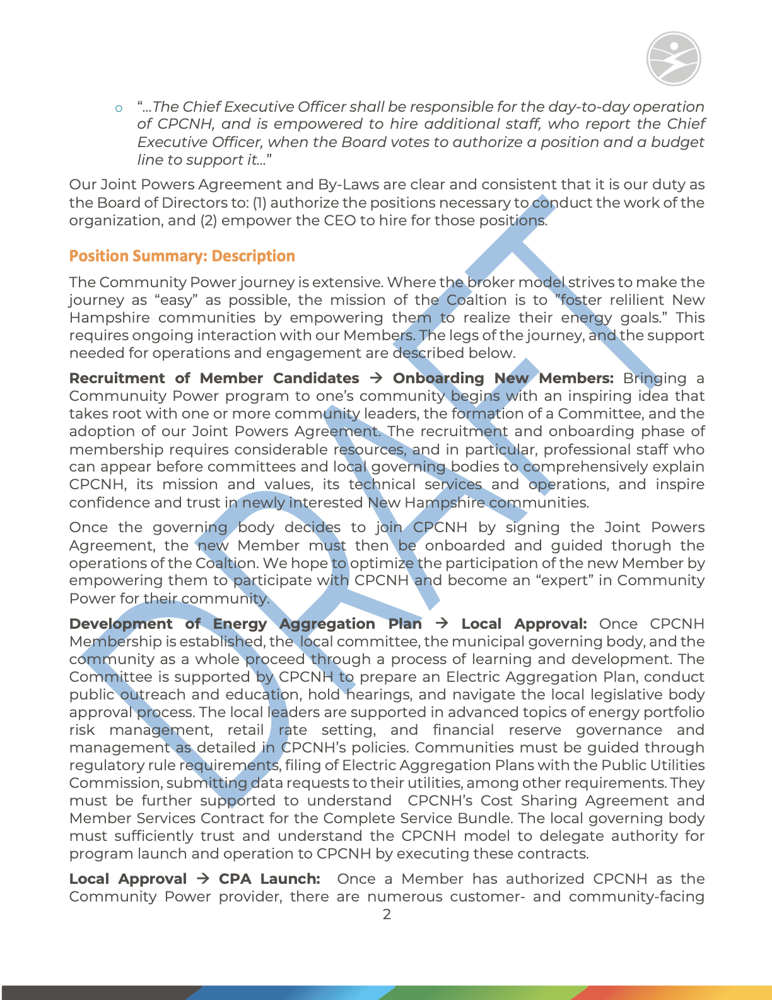 o “…The Chief Executive Officer shall be responsible for the day-to-day operation
of CPCNH, and is empowered to hire additional staff, who report the Chief
Executive Officer, when the Board votes to authorize a position and a budget
line to support it…”
Our Joint Powers Agreement and By-Laws are clear and consistent that it is our duty as
the Board of Directors to: (1) authorize the positions necessary to conduct the work of the
organization, and (2) empower the CEO to hire for those positions.
Position Summary: Description
The Community Power journey is extensive. Where the broker model strives to make the
journey as “easy” as possible, the mission of the Coaltion is to ”foster relilient New
Hampshire communities by empowering them to realize their energy goals.” This
requires ongoing interaction with our Members. The legs of the journey, and the support
needed for operations and engagement are described below.
Recruitment of Member Candidates → Onboarding New Members: Bringing a
Communuity Power program to one’s community begins with an inspiring idea that
takes root with one or more community leaders, the formation of a Committee, and the
adoption of our Joint Powers Agreement. The recruitment and onboarding phase of
membership requires considerable resources, and in particular, professional staff who
can appear before committees and local governing bodies to comprehensively explain
CPCNH, its mission and values, its technical services and operations, and inspire
confidence and trust in newly interested New Hampshire communities.
Once the governing body decides to join CPCNH by signing the Joint Powers
Agreement, the new Member must then be onboarded and guided thorugh the
operations of the Coaltion. We hope to optimize the participation of the new Member by
empowering them to participate with CPCNH and become an “expert” in Community
Power for their community.
Development of Energy Aggregation Plan → Local Approval: Once CPCNH
Membership is established, the local committee, the municipal governing body, and the
community as a whole proceed through a process of learning and development. The
Committee is supported by CPCNH to prepare an Electric Aggregation Plan, conduct
public outreach and education, hold hearings, and navigate the local legislative body
approval process. The local leaders are supported in advanced topics of energy portfolio
risk management, retail rate setting, and financial reserve governance and
management as detailed in CPCNH’s policies. Communities must be guided through
regulatory rule requirements, filing of Electric Aggregation Plans with the Public Utilities
Commission, submitting data requests to their utilities, among other requirements. They
must be further supported to understand CPCNH’s Cost Sharing Agreement and
Member Services Contract for the Complete Service Bundle. The local governing body
must sufficiently trust and understand the CPCNH model to delegate authority for
program launch and operation to CPCNH by executing these contracts.
Local Approval → CPA Launch: Once a Member has authorized CPCNH as the
Community Power provider, there are numerous customer- and community-facing
2
DRAFT